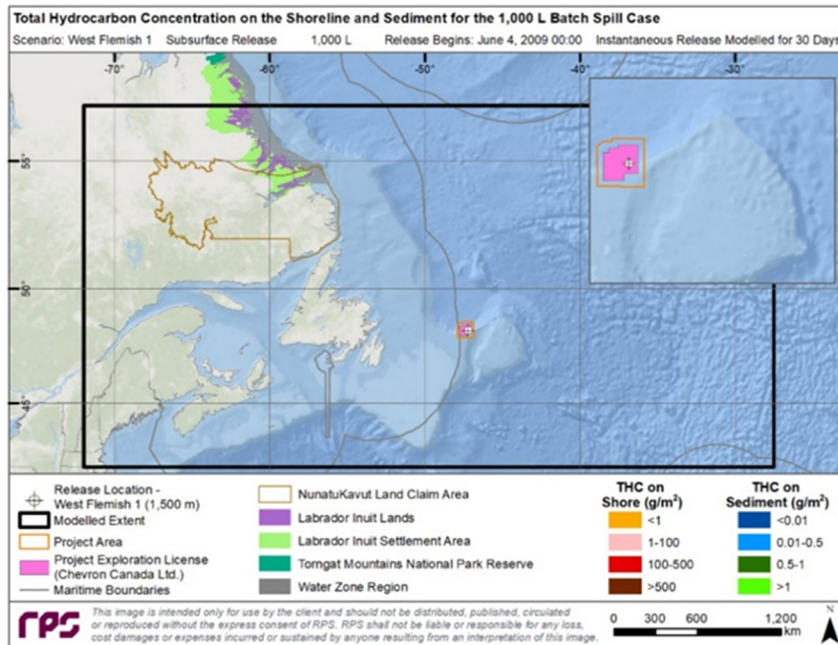 Total Hydrocarbon Concentration on the Shoreline and Sediment for the 1,000 L Batch Spill Case
Scenario: West Flemish 1 Subsurface Release 1,000 L Release Begins: June 4, 2009 00:00 Instantaneous Release Modelled for 30 Days
-70° -60° -50° -40° -30°
55°
50°
45°
Release Location -
West Flemish 1 (1,500 m)
Modelled Extent
Project Area
Project Exploration License
(Chevron Canada Ltd.)
Maritime Boundaries
NunatuKavut Land Claim Area
Labrador Inuit Lands
Labrador Inuit Settlement Area
Torngat Mountains National Park Reserve
Water Zone Region
THC on
Shore (g/m²)
<1
1-100
100-500
>500
THC on
Sediment (g/m²)
<0.01
0.01-0.5
0.5-1
>1
RPS
This image is intended only for use by the client and should not be distributed, published, circulated
or reproduced without the express consent of RPS. RPS shall not be liable or responsible for any loss,
cost damages or expenses incurred or sustained by anyone resulting from an interpretation of this image.
0 300 600 1,200
km
N